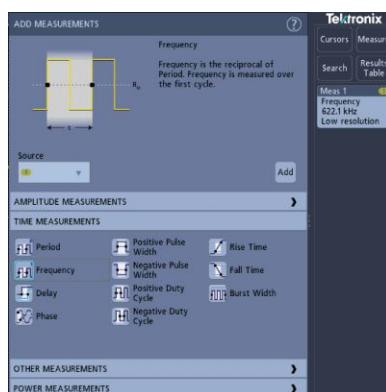 ADD MEASUREMENTS
?
Frequency
Frequency is the reciprocal of
Period. Frequency is measured over
the first cycle.
Source
Add
AMPLITUDE MEASUREMENTS
TIME MEASUREMENTS
Period
Positive Pulse
Width
Rise Time
Frequency
Negative Pulse
Width
Fall Time
Delay
Positive Duty
Cycle
Burst Width
Phase
Negative Duty
Cycle
OTHER MEASUREMENTS
POWER MEASUREMENTS
Tektronix
Cursors
Measure
Search
Results
Table
Meas 1
Frequency
622.1 kHz
Low resolution